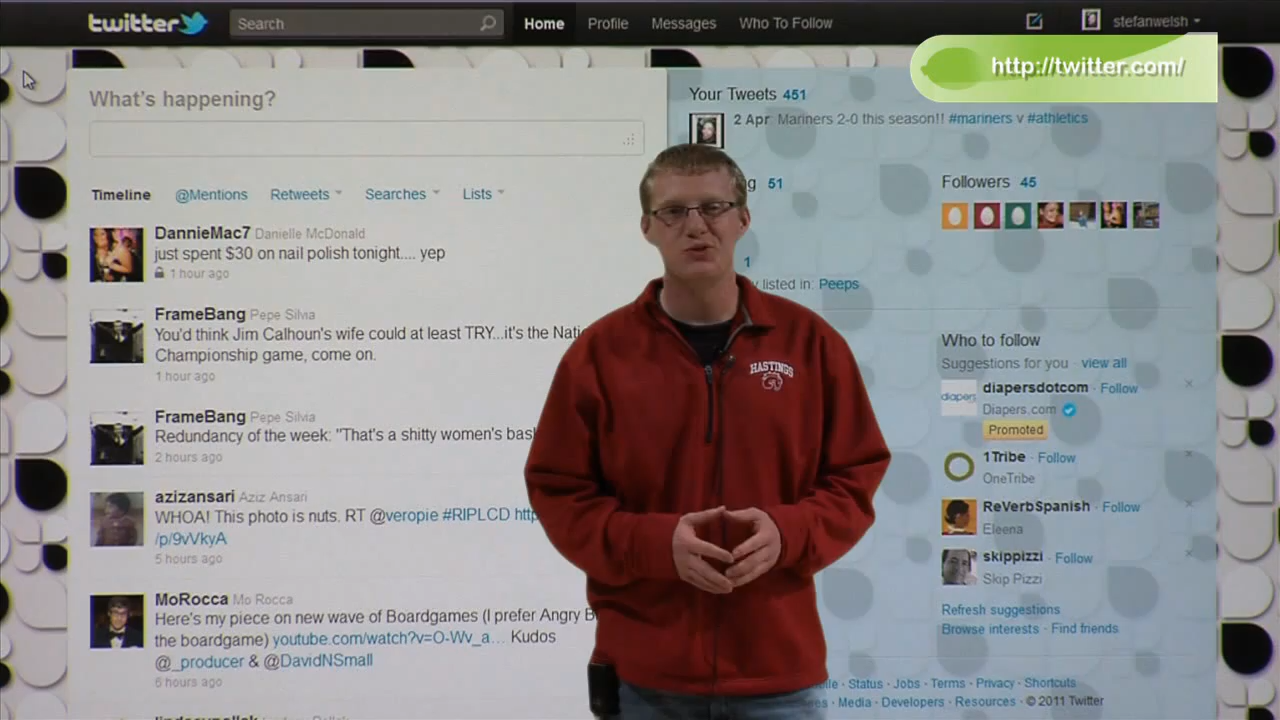 twitter Search Home Profile Messages Who To Follow stefanwelsh
http://twitter.com/
What's happening?
Timeline @Mentions Retweets Searches Lists
DannieMac7 Danielle McDonald
just spent $30 on nail polish tonight.... yep
1 hour ago
FrameBang Pepe Silvia
You'd think Jim Calhoun's wife could at least TRY...it's the
Championship game, come on.
1 hour ago
FrameBang Pepe Silvia
Redundancy of the week: "That's a shitty women's
2 hours ago
azizansari Aziz Ansari
WHOA! This photo is nuts. RT @veropie #RIPLCD
/p/9vVkyA
5 hours ago
MoRocca Mo Rocca
Here's my piece on new wave of Boardgames (I prefer Angry
the boardgame) youtube.com/watch?v=O-Wv_a... Kudos
@_producer & @DavidNSmall
6 hours ago
Your Tweets 451
2 Apr: Mariners 2-0 this season!! #mariners v #athletics
51
Followers 45
1
listed in: Peeps
Who to follow
Suggestions for you · view all
diapersdotcom · Follow
diapers
Diapers.com
Promoted
1Tribe · Follow
OneTribe
ReVerbSpanish · Follow
Eleena
skippizzi · Follow
Skip Pizzi
Refresh suggestions
Browse interests · Find friends
· Status · Jobs · Terms · Privacy · Shortcuts
· Media · Developers · Resources · © 2011 Twitter
HASTINGS